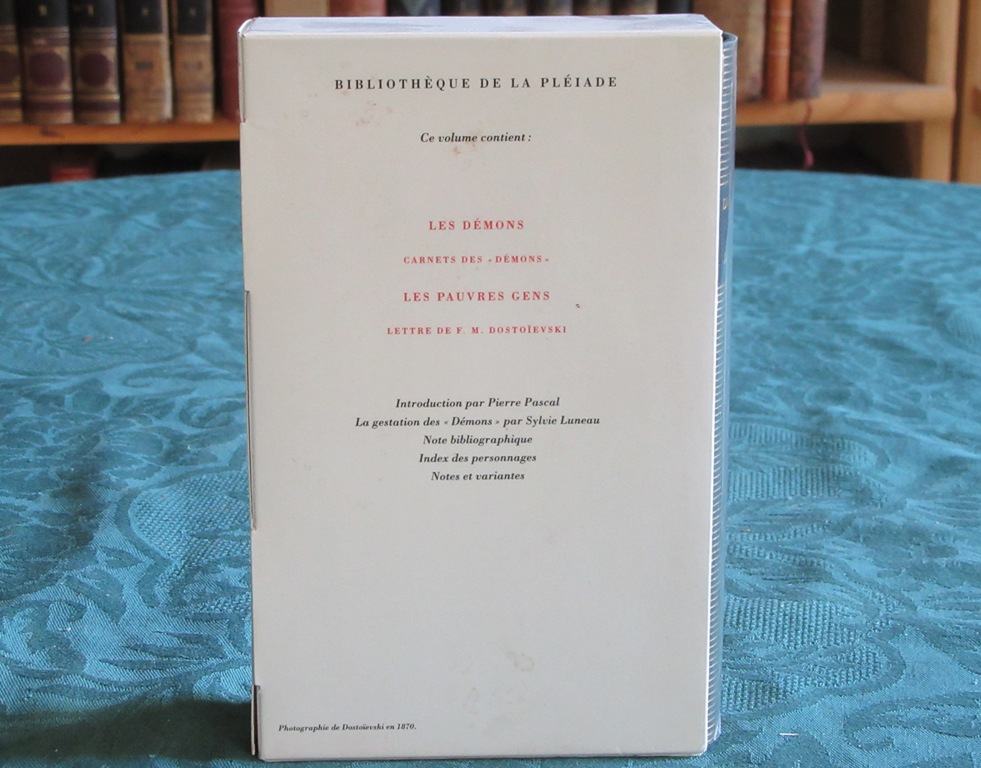 BIBLIOTHÈQUE DE LA PLÉIADE
Ce volume contient :
LES DÉMONS
CARNETS DES « DÉMONS »
LES PAUVRES GENS
LETTRE DE F. M. DOSTOÏEVSKI
Introduction par Pierre Pascal
La gestation des « Démons » par Sylvie Luneau
Note bibliographique
Index des personnages
Notes et variantes
Photographie de Dostoïevski en 1870.